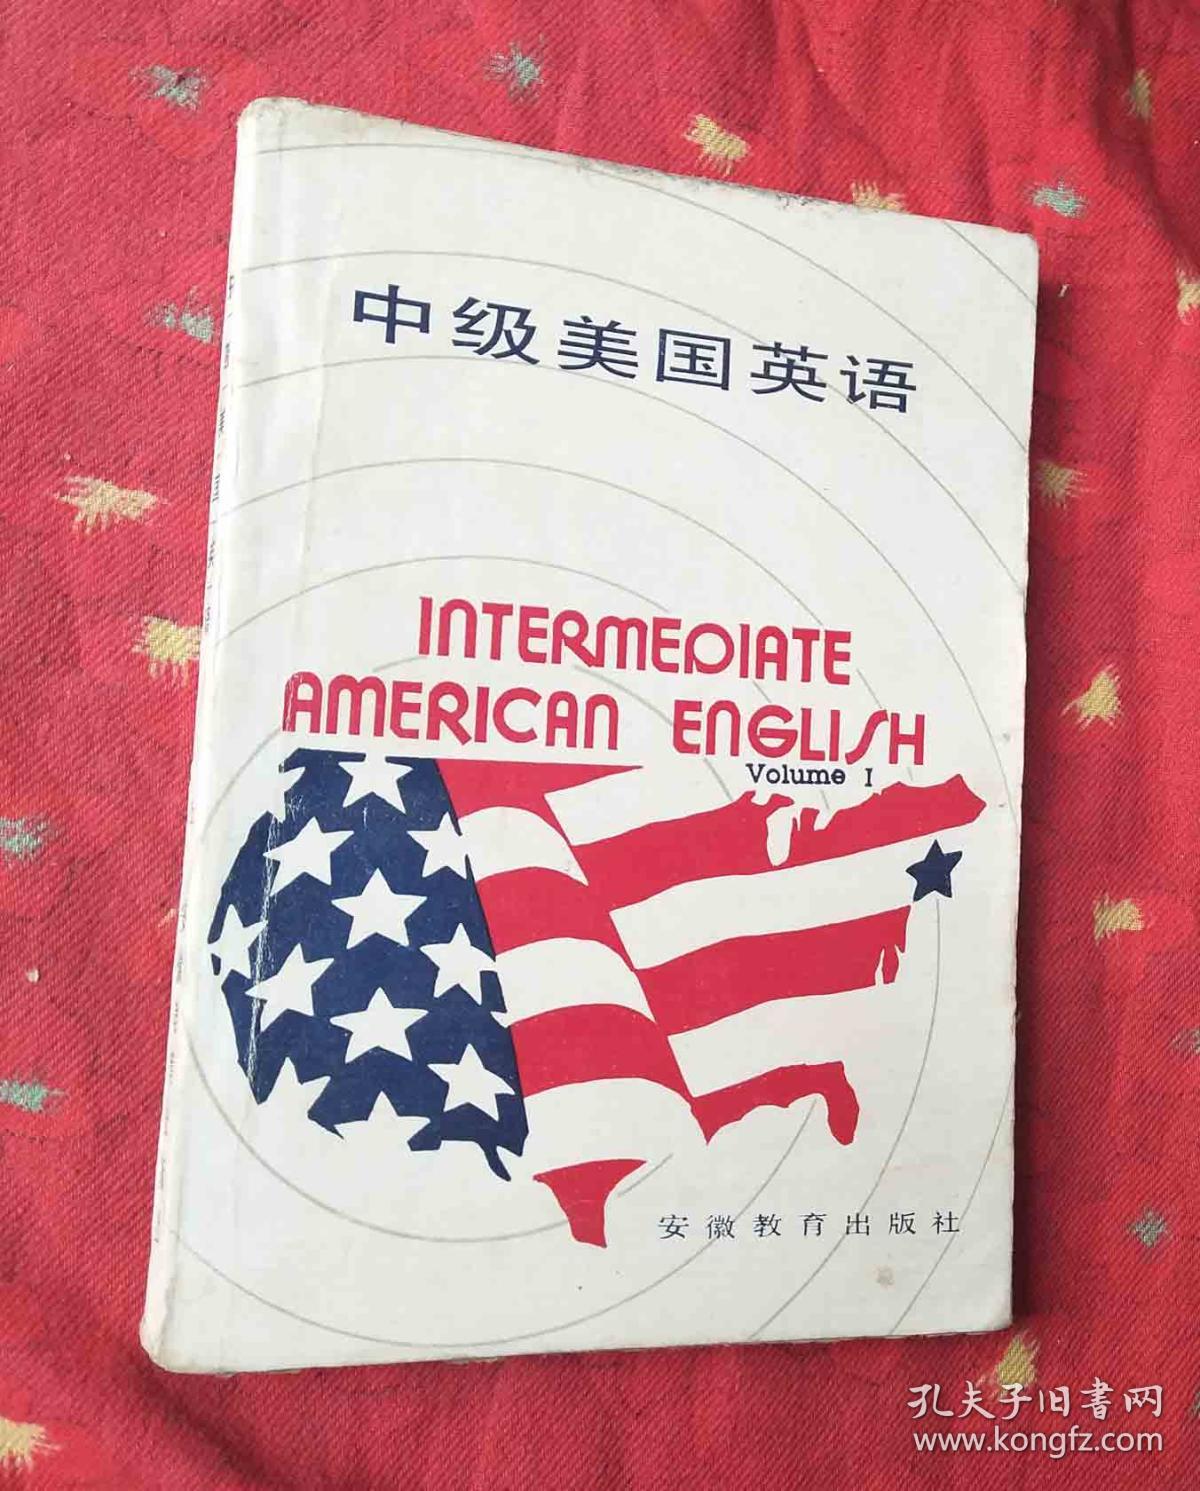 中级美国英语
INTERMEDIATE
AMERICAN ENGLISH
Volume I
安徽教育出版社
孔夫子旧書网
www.kongfz.com